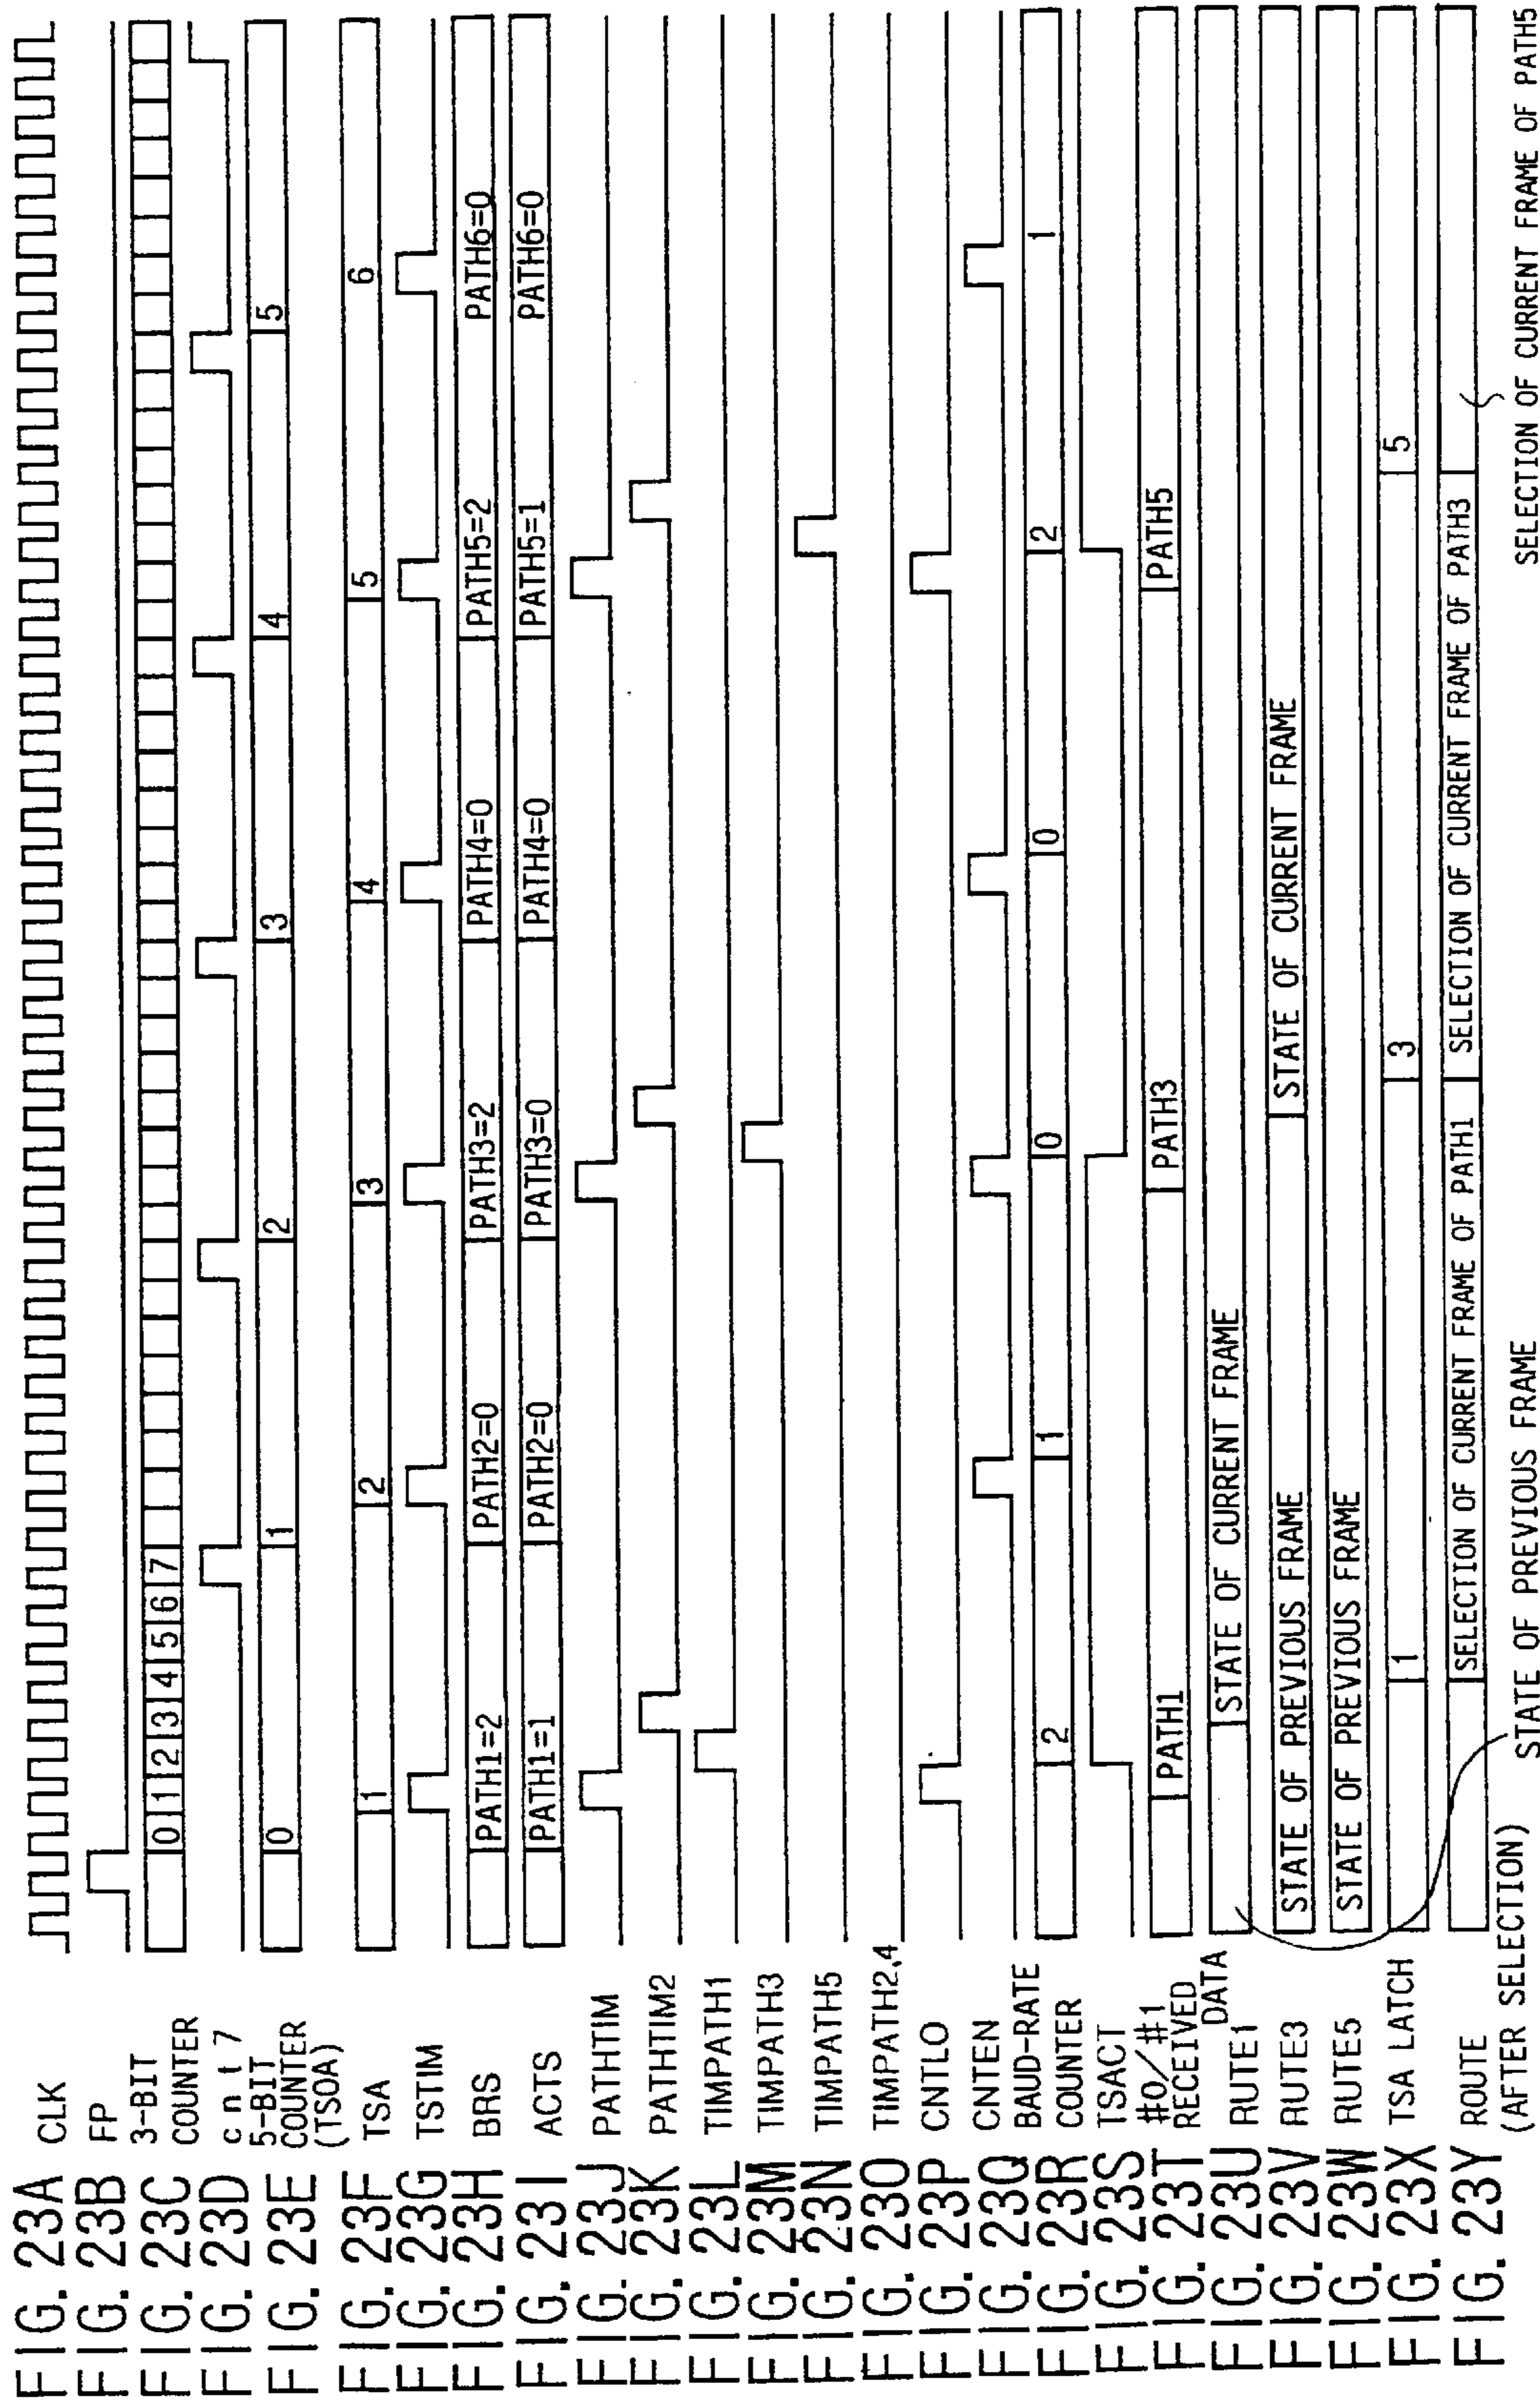 FIG. 23A CLK
FIG. 23B FP
FIG. 23C 3-BIT COUNTER 0 1 2 3 4 5 6 7
FIG. 23D cnt7
FIG. 23E 5-BIT COUNTER (TSOA) 0 1 2 3 4 5
FIG. 23F TSA 1 2 3 4 5 6
FIG. 23G TSTIM
FIG. 23H BRS PATH1=2 PATH2=0 PATH3=2 PATH4=0 PATH5=2 PATH6=0
FIG. 23I ACTS PATH1=1 PATH2=0 PATH3=0 PATH4=0 PATH5=1 PATH6=0
FIG. 23J PATHTIM
FIG. 23K PATHTIM2
FIG. 23L TIMPATH1
FIG. 23M TIMPATH3
FIG. 23N TIMPATH5
FIG. 23O TIMPATH2,4
FIG. 23P CNTLO
FIG. 23Q CNTEN
FIG. 23R BAUD-RATE COUNTER 2 1 0 0 2 1
FIG. 23S TSACT
FIG. 23T #0/#1 RECEIVED DATA PATH1 PATH3 PATH5
FIG. 23U RUTE1 STATE OF CURRENT FRAME
FIG. 23V RUTE3 STATE OF PREVIOUS FRAME STATE OF CURRENT FRAME
FIG. 23W RUTE5 STATE OF PREVIOUS FRAME
FIG. 23X TSA LATCH 1 3 5
FIG. 23Y ROUTE (AFTER SELECTION) SELECTION OF CURRENT FRAME OF PATH1 SELECTION OF CURRENT FRAME OF PATH3
STATE OF PREVIOUS FRAME SELECTION OF CURRENT FRAME OF PATH5